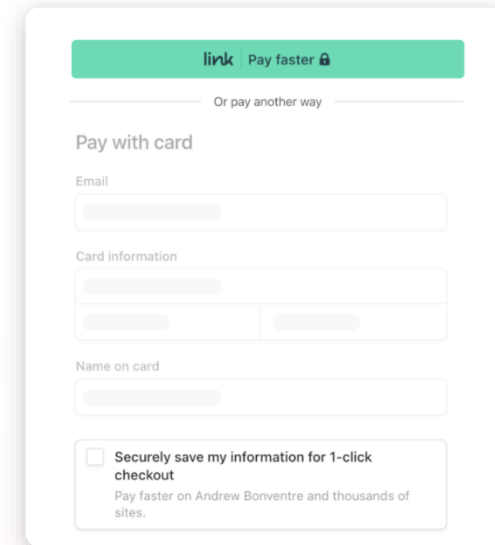 link Pay faster
Or pay another way
Pay with card
Email
Card information
Name on card
Securely save my information for 1-click
checkout
Pay faster on Andrew Bonventre and thousands of
sites.